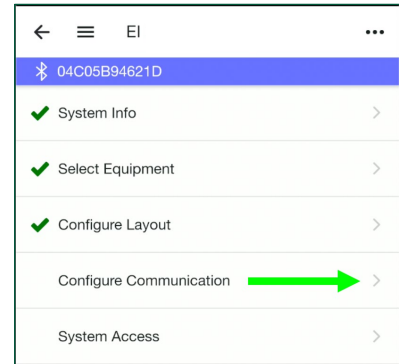 EI
04C05B94621D
System Info
Select Equipment
Configure Layout
Configure Communication
System Access